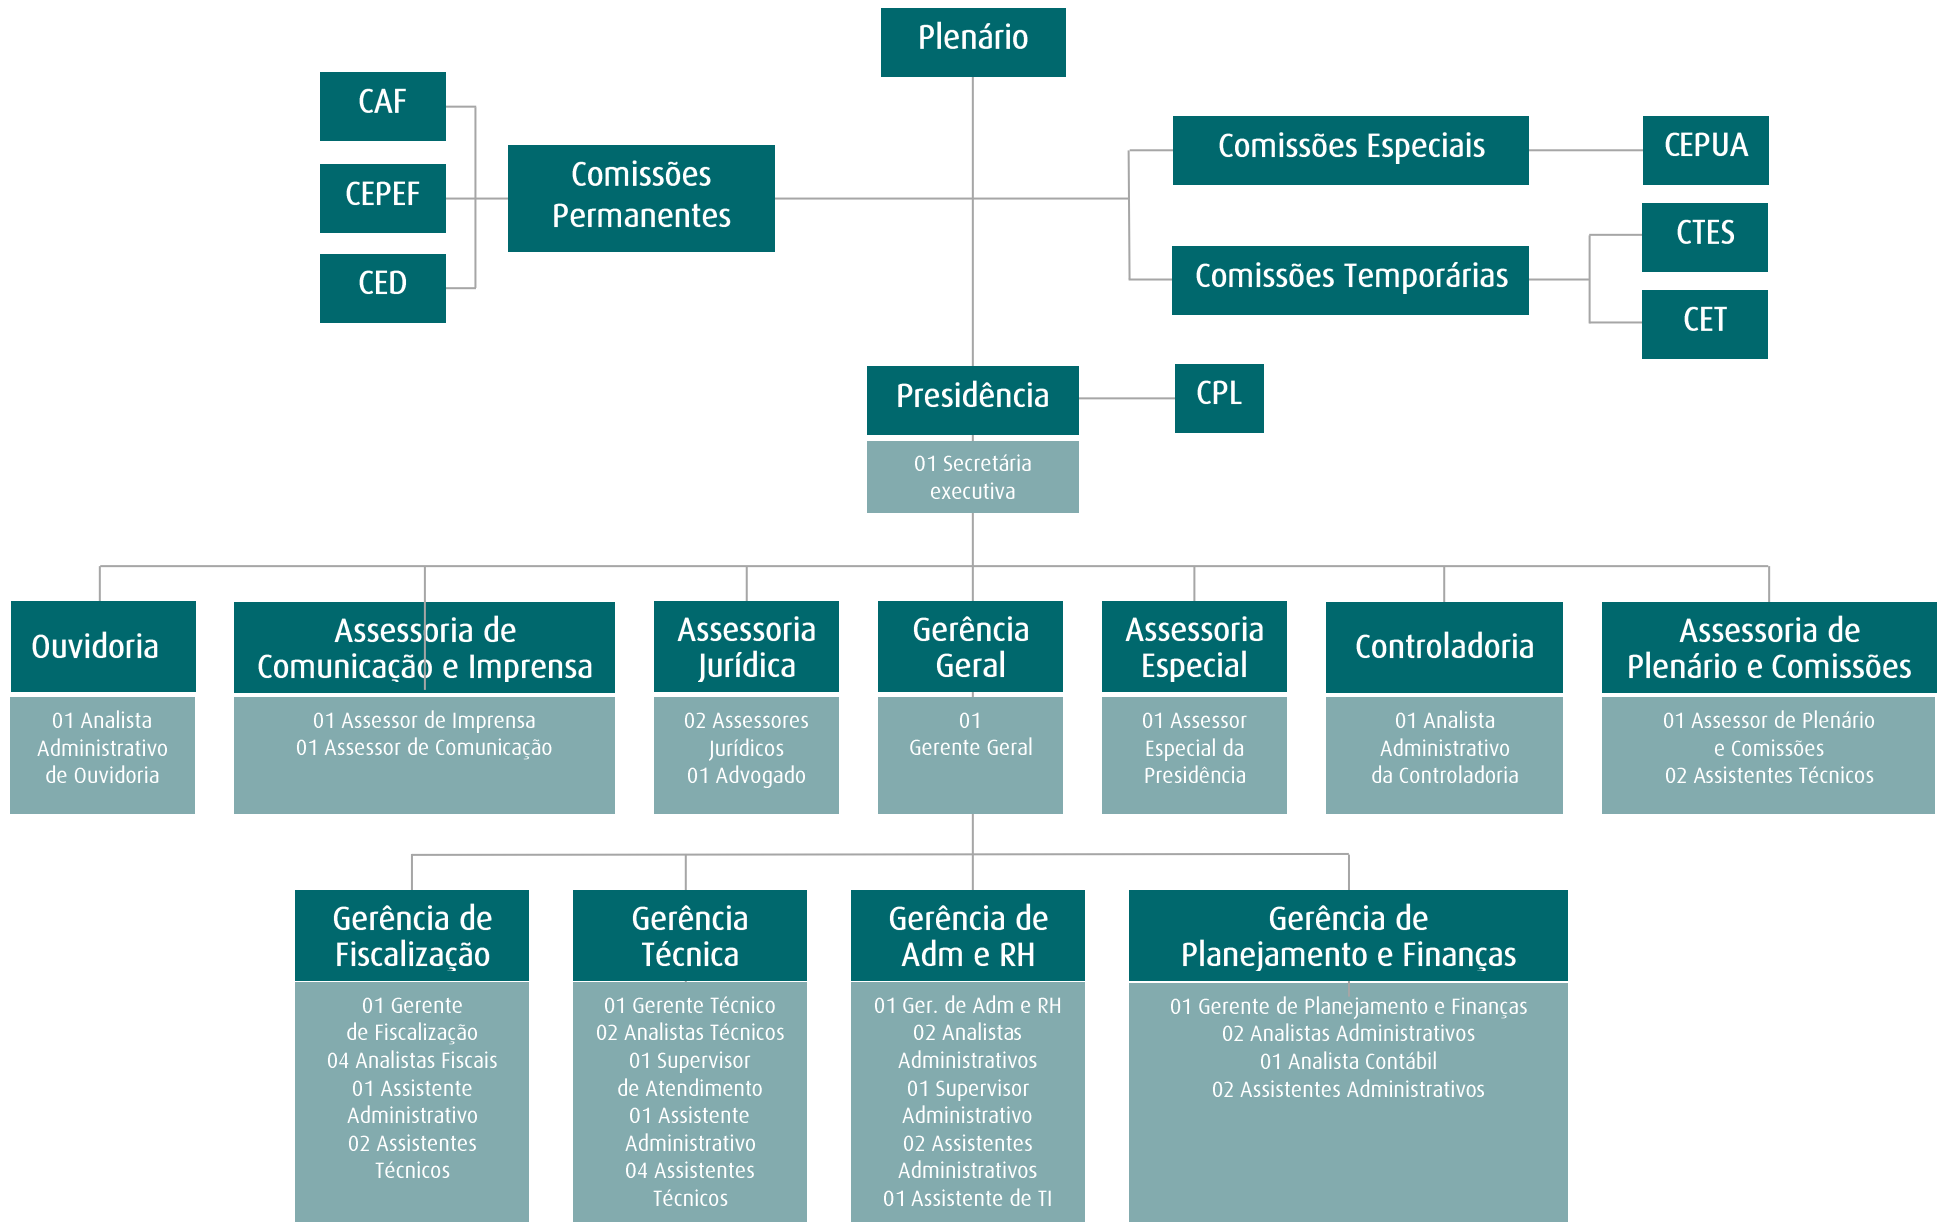 Plenário
CAF
CEPEF
CED
Comissões
Permanentes
Comissões Especiais
CEPUA
Comissões Temporárias
CTES
CET
Presidência
CPL
01 Secretária
executiva
Ouvidoria
01 Analista
Administrativo
de Ouvidoria
Assessoria de
Comunicação e Imprensa
01 Assessor de Imprensa
01 Assessor de Comunicação
Assessoria
Jurídica
02 Assessores
Jurídicos
01 Advogado
Gerência
Geral
01
Gerente Geral
Assessoria
Especial
01 Assessor
Especial da
Presidência
Controladoria
01 Analista
Administrativo
da Controladoria
Assessoria de
Plenário e Comissões
01 Assessor de Plenário
e Comissões
02 Assistentes Técnicos
Gerência de
Fiscalização
01 Gerente
de Fiscalização
04 Analistas Fiscais
01 Assistente
Administrativo
02 Assistentes
Técnicos
Gerência
Técnica
01 Gerente Técnico
02 Analistas Técnicos
01 Supervisor
de Atendimento
01 Assistente
Administrativo
04 Assistentes
Técnicos
Gerência de
Adm e RH
01 Ger. de Adm e RH
02 Analistas
Administrativos
01 Supervisor
Administrativo
02 Assistentes
Administrativos
01 Assistente de TI
Gerência de
Planejamento e Finanças
01 Gerente de Planejamento e Finanças
02 Analistas Administrativos
01 Analista Contábil
02 Assistentes Administrativos